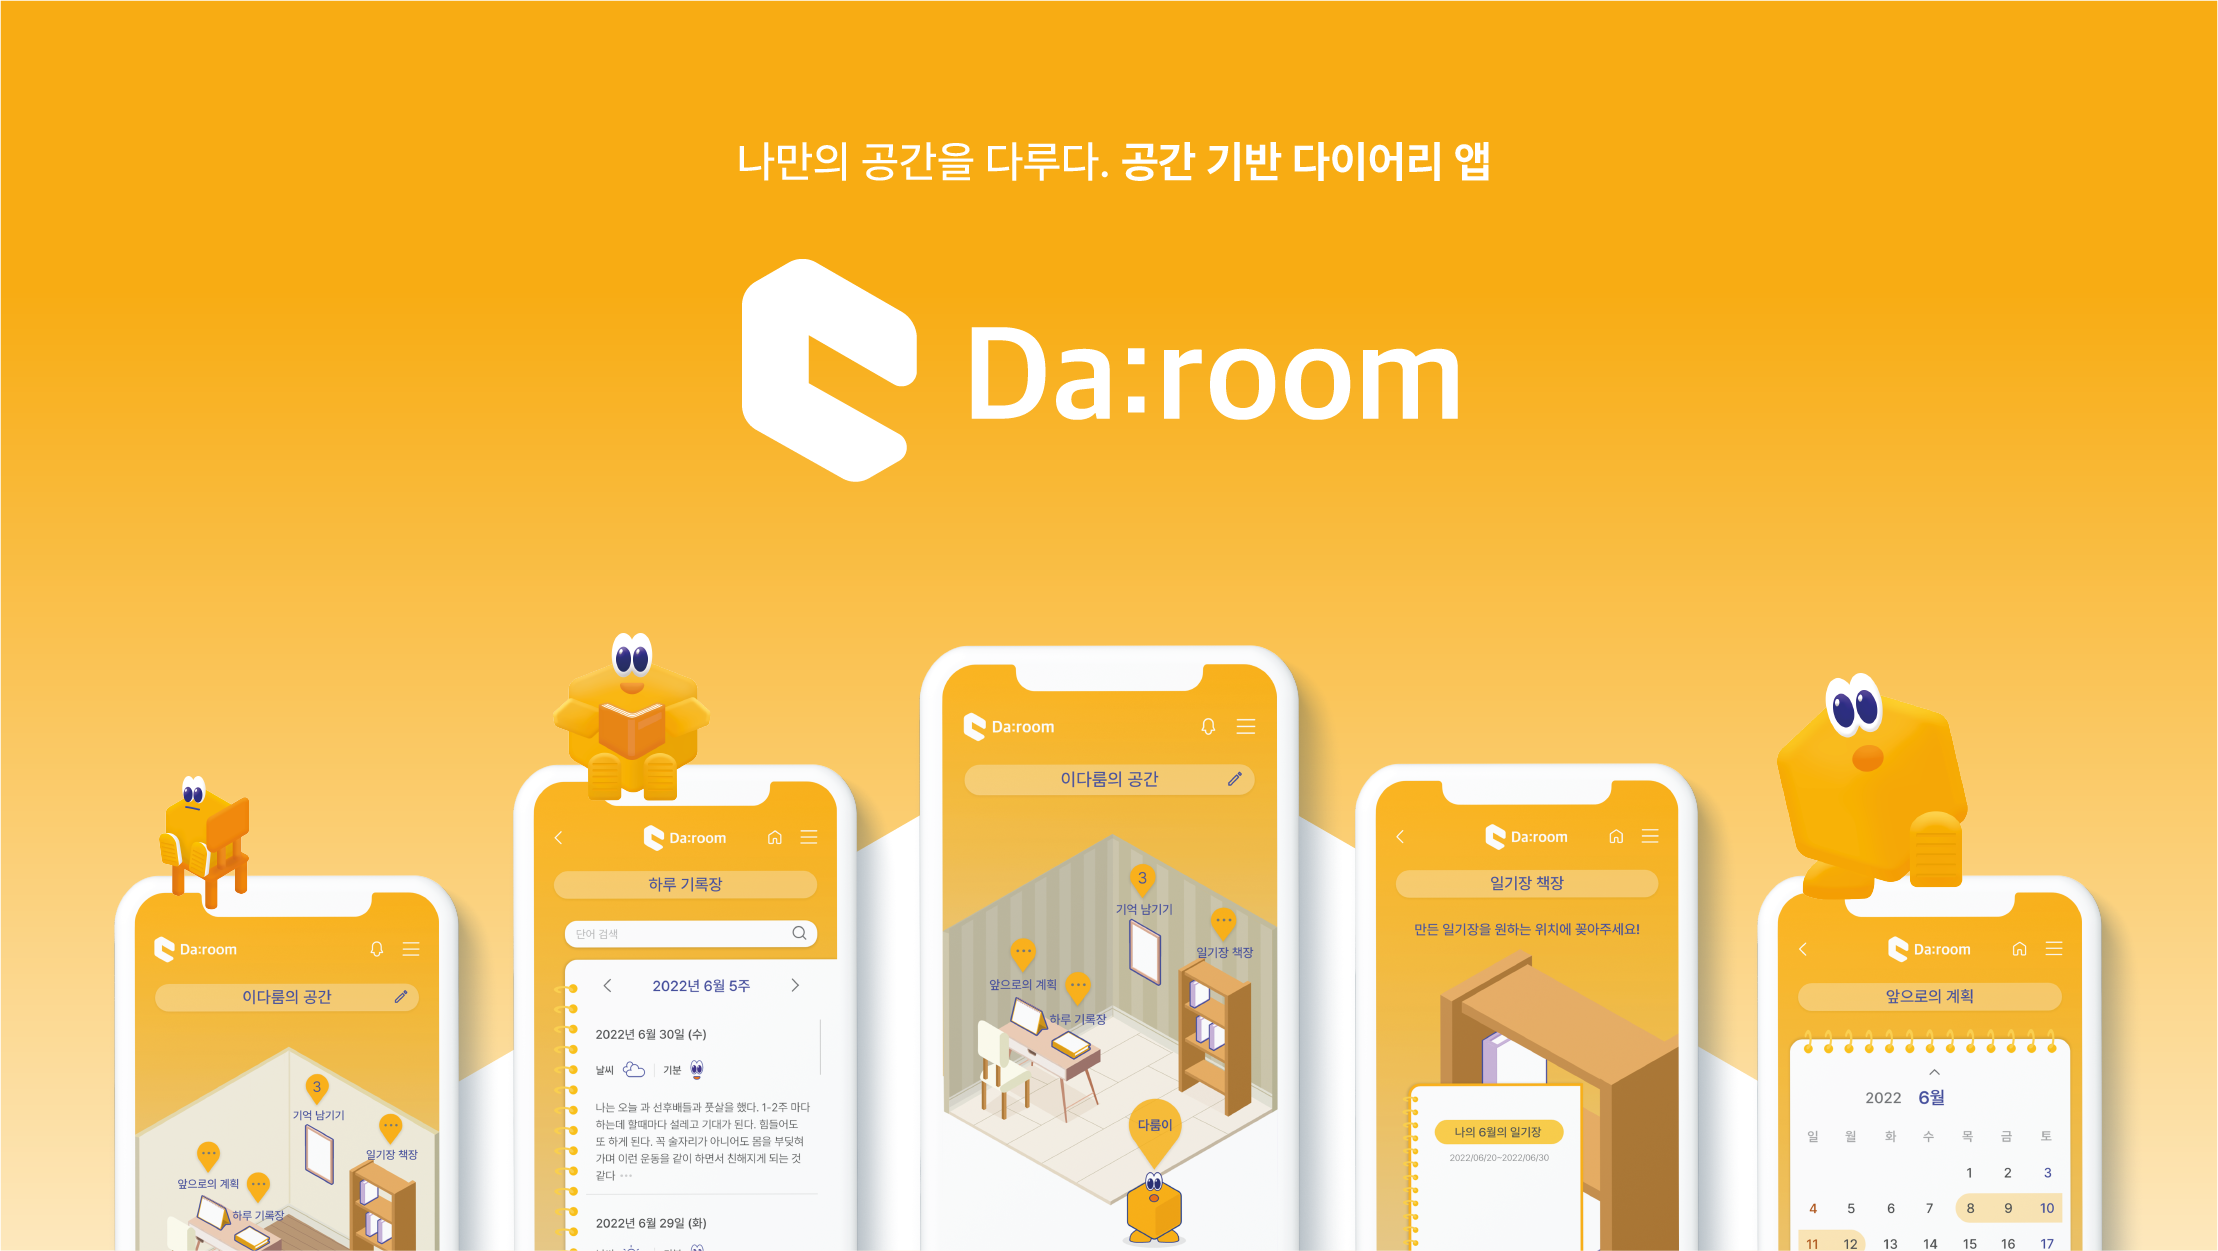 나만의 공간을 다루다. 공간 기반 다이어리 앱
Da:room
Da:room
이다룸의 공간
3
기억 남기기
일기장 책장
앞으로의 계획
하루 기록장
Da:room
하루 기록장
단어 검색
2022년 6월 5주
2022년 6월 30일 (수)
날씨
기분
나는 오늘 과 선후배들과 풋살을 했다. 1-2주 마다
하는데 할때마다 설레고 기대가 된다. 힘들어도
또 하게 된다. 꼭 술자리가 아니어도 몸을 부딪혀
가며 이런 운동을 같이 하면서 친해지게 되는 것
같다 ···
2022년 6월 29일 (화)
Da:room
이다룸의 공간
3
기억 남기기
일기장 책장
앞으로의 계획
하루 기록장
다룸이
Da:room
일기장 책장
만든 일기장을 원하는 위치에 꽂아주세요!
나의 6월의 일기장
2022/06/20~2022/06/30
Da:room
앞으로의 계획
2022 6월
일 월 화 수 목 금 토
1 2 3
4 5 6 7 8 9 10
11 12 13 14 15 16 17